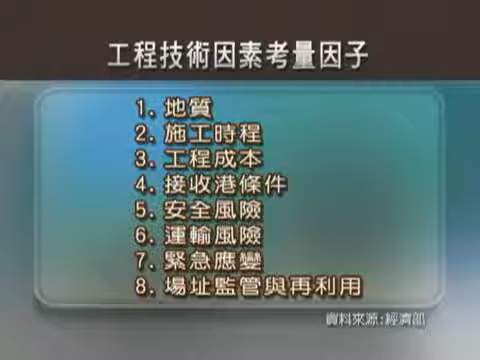 工程技術因素考量因子
1. 地質
2. 施工時程
3. 工程成本
4. 接收港條件
5. 安全風險
6. 運輸風險
7. 緊急應變
8. 場址監管與再利用
資料來源:經濟部